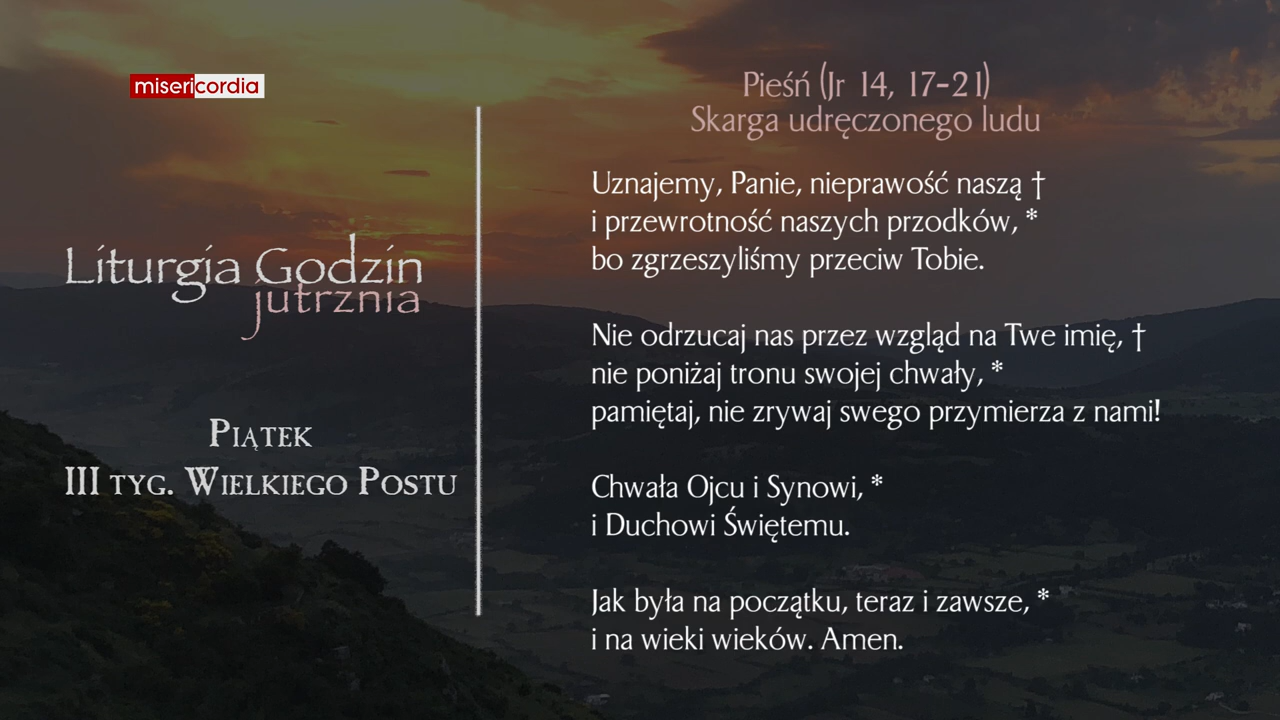 misericordia
Liturgia Godzin
jutrznia
Piątek
III tyg. Wielkiego Postu
Pieśń (Jr 14, 17-21)
Skarga udręczonego ludu
Uznajemy, Panie, nieprawość naszą †
i przewrotność naszych przodków, *
bo zgrzeszyliśmy przeciw Tobie.
Nie odrzucaj nas przez wzgląd na Twe imię, †
nie poniżaj tronu swojej chwały, *
pamiętaj, nie zrywaj swego przymierza z nami!
Chwała Ojcu i Synowi, *
i Duchowi Świętemu.
Jak była na początku, teraz i zawsze, *
i na wieki wieków. Amen.